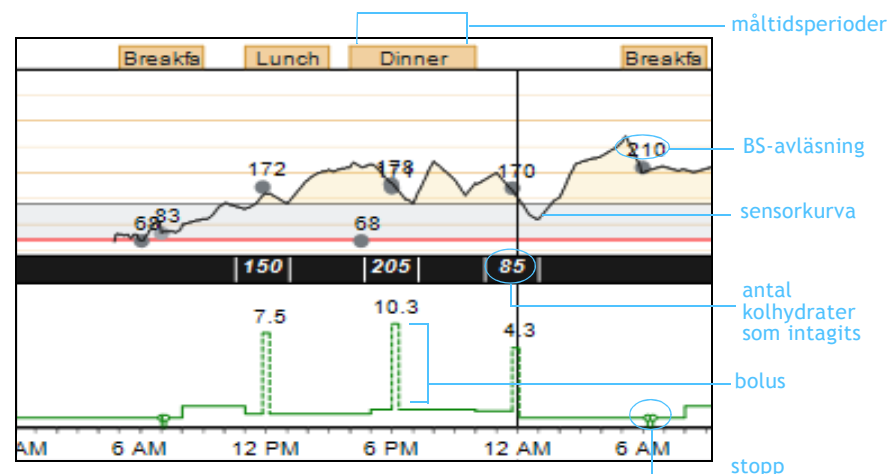 måltidsperioder
Breakfa Lunch Dinner Breakfa
BS-avläsning
210
172 178 170
sensorkurva
68 83 68
150 205 85
antal
kolhydrater
som intagits
7.5 10.3 4.3
bolus
AM 6 AM 12 PM 6 PM 12 AM 6 AM
stopp